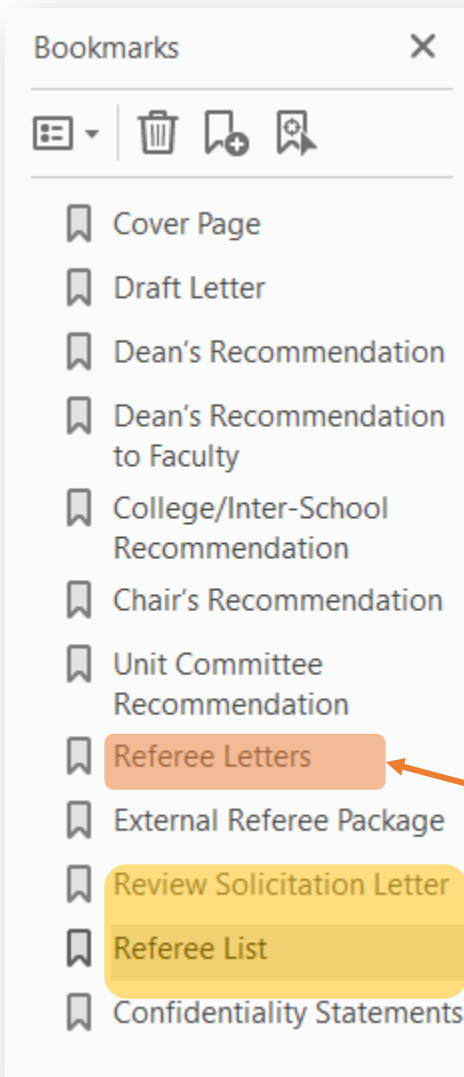 Bookmarks
Cover Page
Draft Letter
Dean's Recommendation
Dean's Recommendation
to Faculty
College/Inter-School
Recommendation
Chair's Recommendation
Unit Committee
Recommendation
Referee Letters
External Referee Package
Review Solicitation Letter
Referee List
Confidentiality Statements